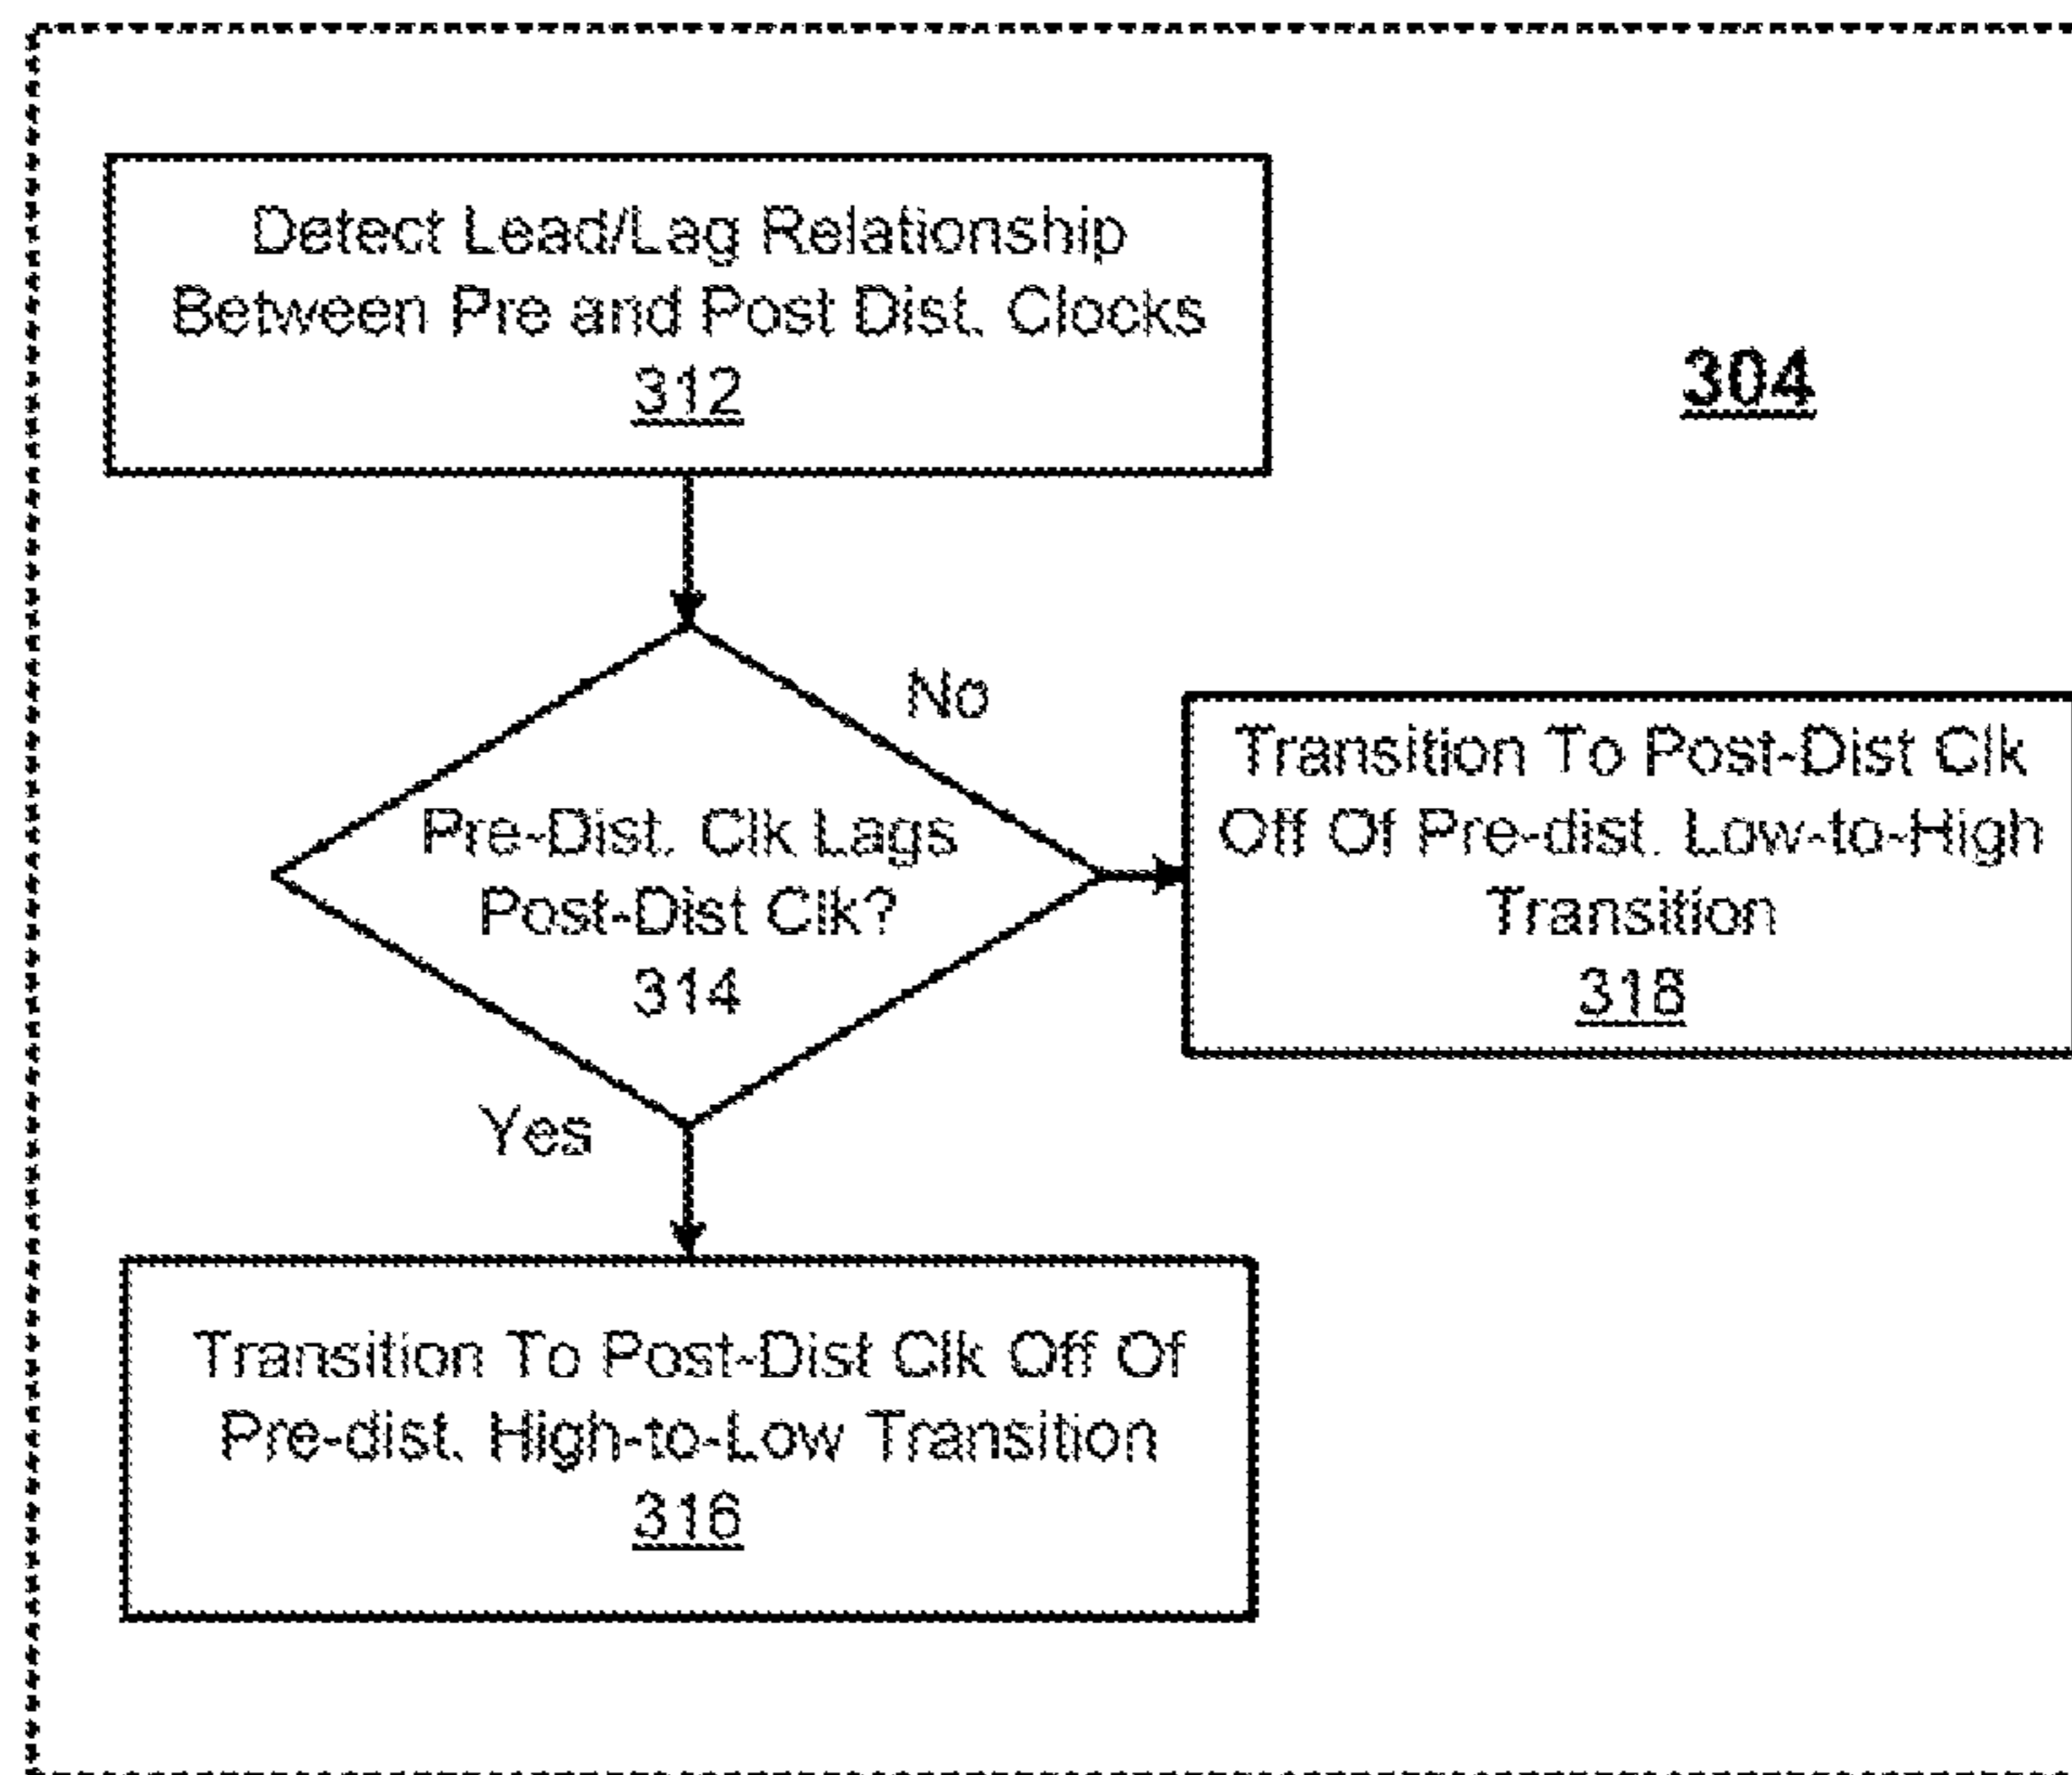 Detect Lead/Lag Relationship
Between Pre and Post Dist. Clocks
312
304
No
Transition To Post-Dist Clk
Off Of Pre-dist. Low-to-High
Transition
318
Pre-Dist. Clk Lags
Post-Dist Clk?
314
Yes
Transition To Post-Dist Clk Off Of
Pre-dist. High-to-Low Transition
316